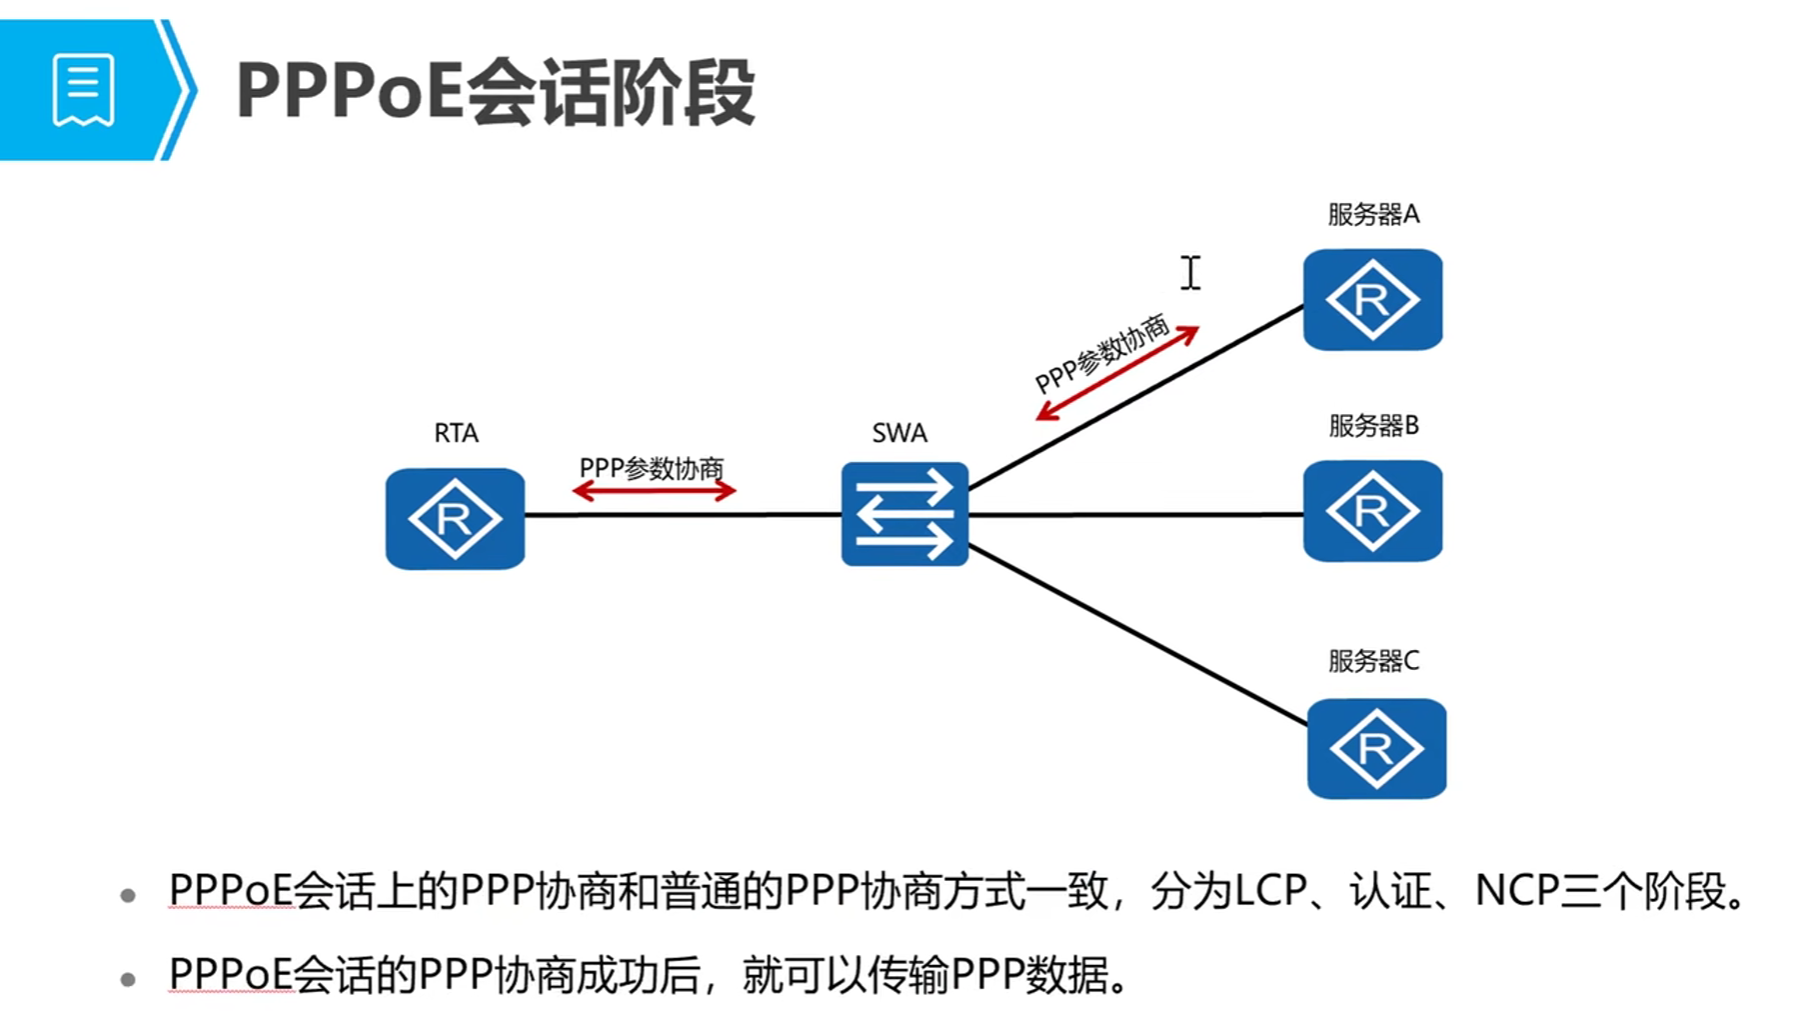 PPPoE会话阶段
服务器A
PPP参数协商
服务器B
RTA
SWA
PPP参数协商
R
R
R
服务器C
R
PPPoE会话上的PPP协商和普通的PPP协商方式一致，分为LCP、认证、NCP三个阶段。
PPPoE会话的PPP协商成功后，就可以传输PPP数据。